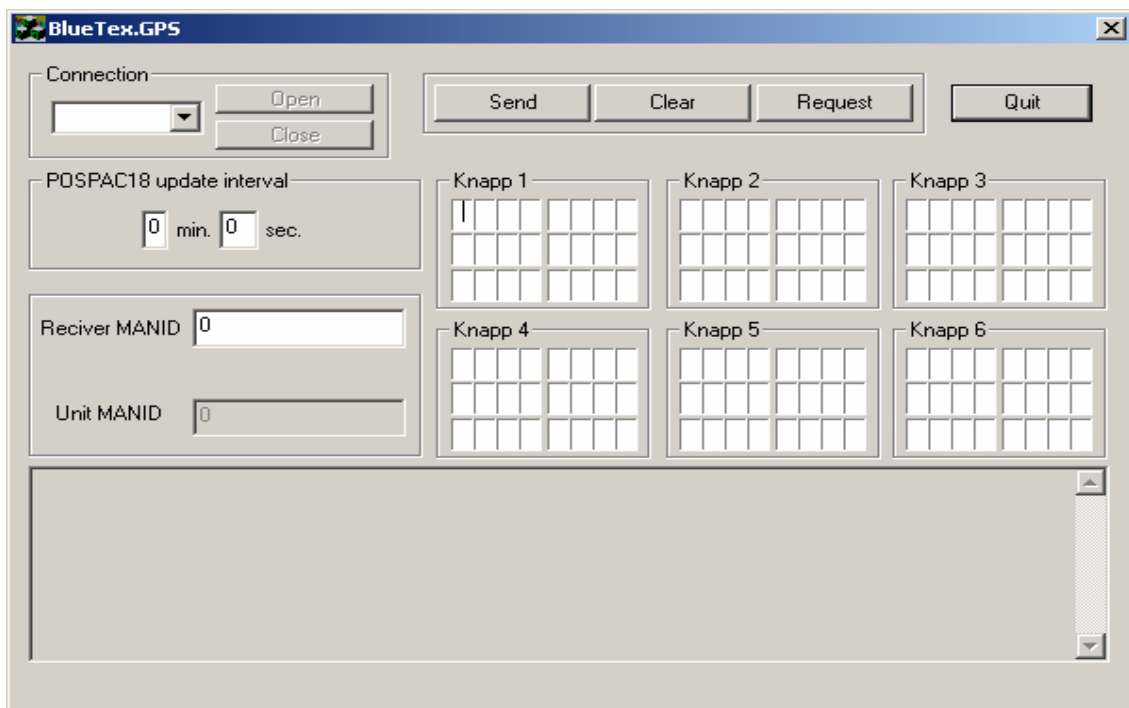 BlueTex.GPS
Connection
Open
Close
Send Clear Request Quit
POSPAC18 update interval
0 min. 0 sec.
Reciver MANID 0
Unit MANID 0
Knapp 1 Knapp 2 Knapp 3
Knapp 4 Knapp 5 Knapp 6